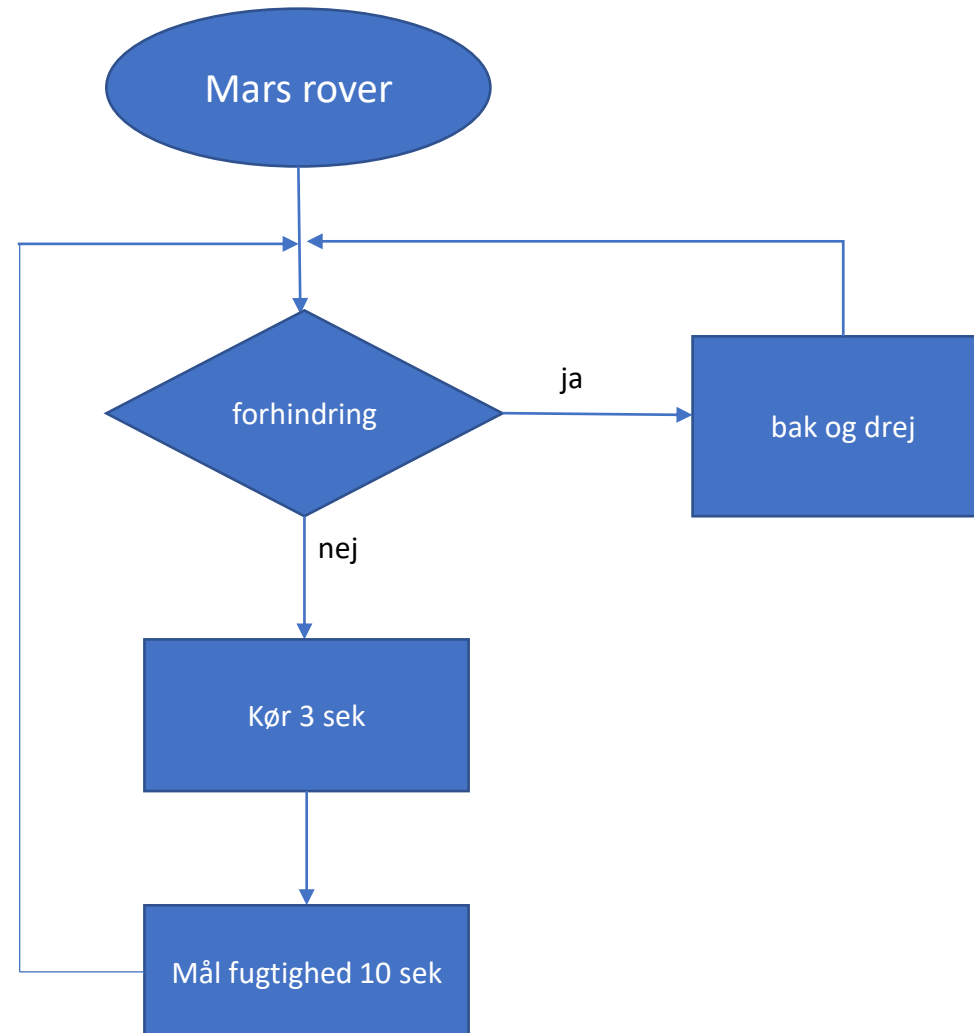 Mars rover
forhindring
ja
bak og drej
nej
Kør 3 sek
Mål fugtighed 10 sek